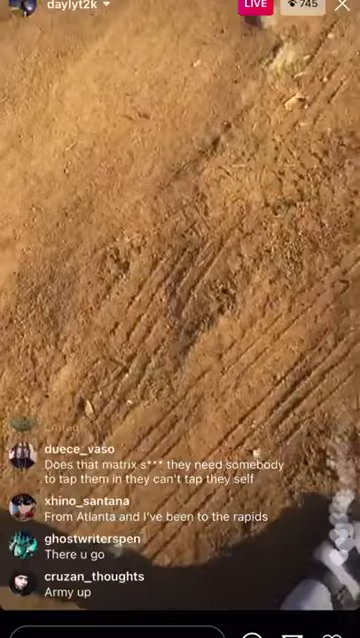 daylyt2k
LIVE
745
duece_vaso
Does that matrix s*** they need somebody
to tap them in they can't tap they self
xhino_santana
From Atlanta and I've been to the rapids
ghostwriterspen
There u go
cruzan_thoughts
Army up